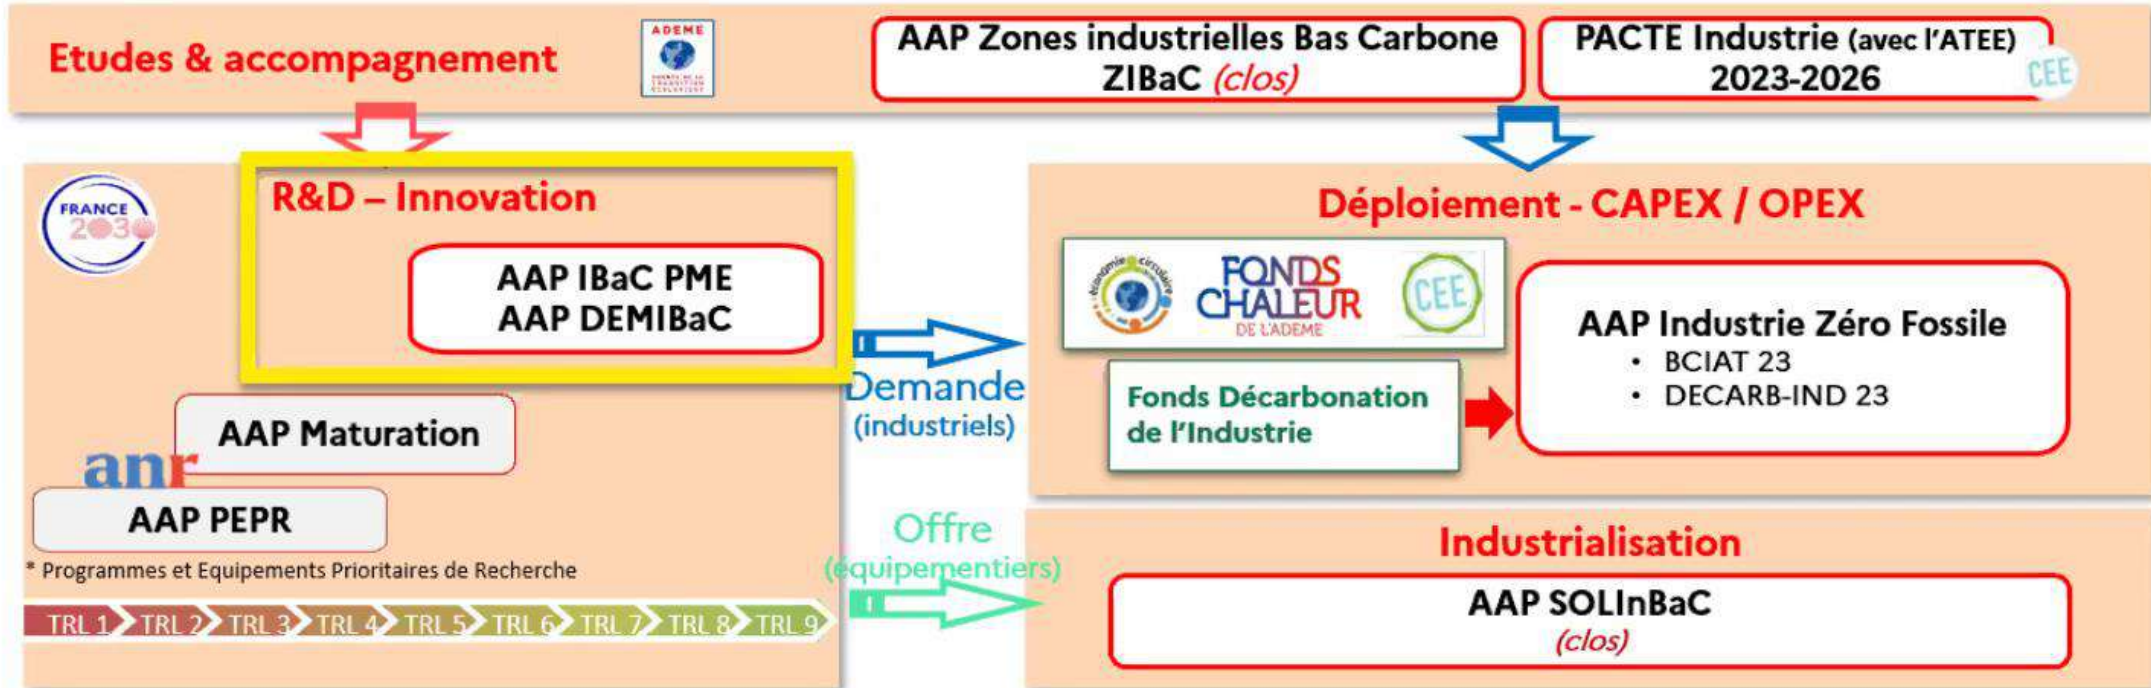 Etudes & accompagnement
ADEME
AAP Zones industrielles Bas Carbone
ZIBaC (clos)
PACTE Industrie (avec l'ATEE)
2023-2026
CEE
FRANCE
2030
R&D – Innovation
AAP IBaC PME
AAP DEMIBaC
AAP Maturation
anr
AAP PEPR
* Programmes et Equipements Prioritaires de Recherche
TRL 1 TRL 2 TRL 3 TRL 4 TRL 5 TRL 6 TRL 7 TRL 8 TRL 9
Demande
(industriels)
Offre
(équipementiers)
Déploiement - CAPEX / OPEX
économie circulaire
FONDS
CHALEUR
DE L'ADEME
CEE
Fonds Décarbonation
de l'Industrie
AAP Industrie Zéro Fossile
• BCIAT 23
• DECARB-IND 23
Industrialisation
AAP SOLInBaC
(clos)